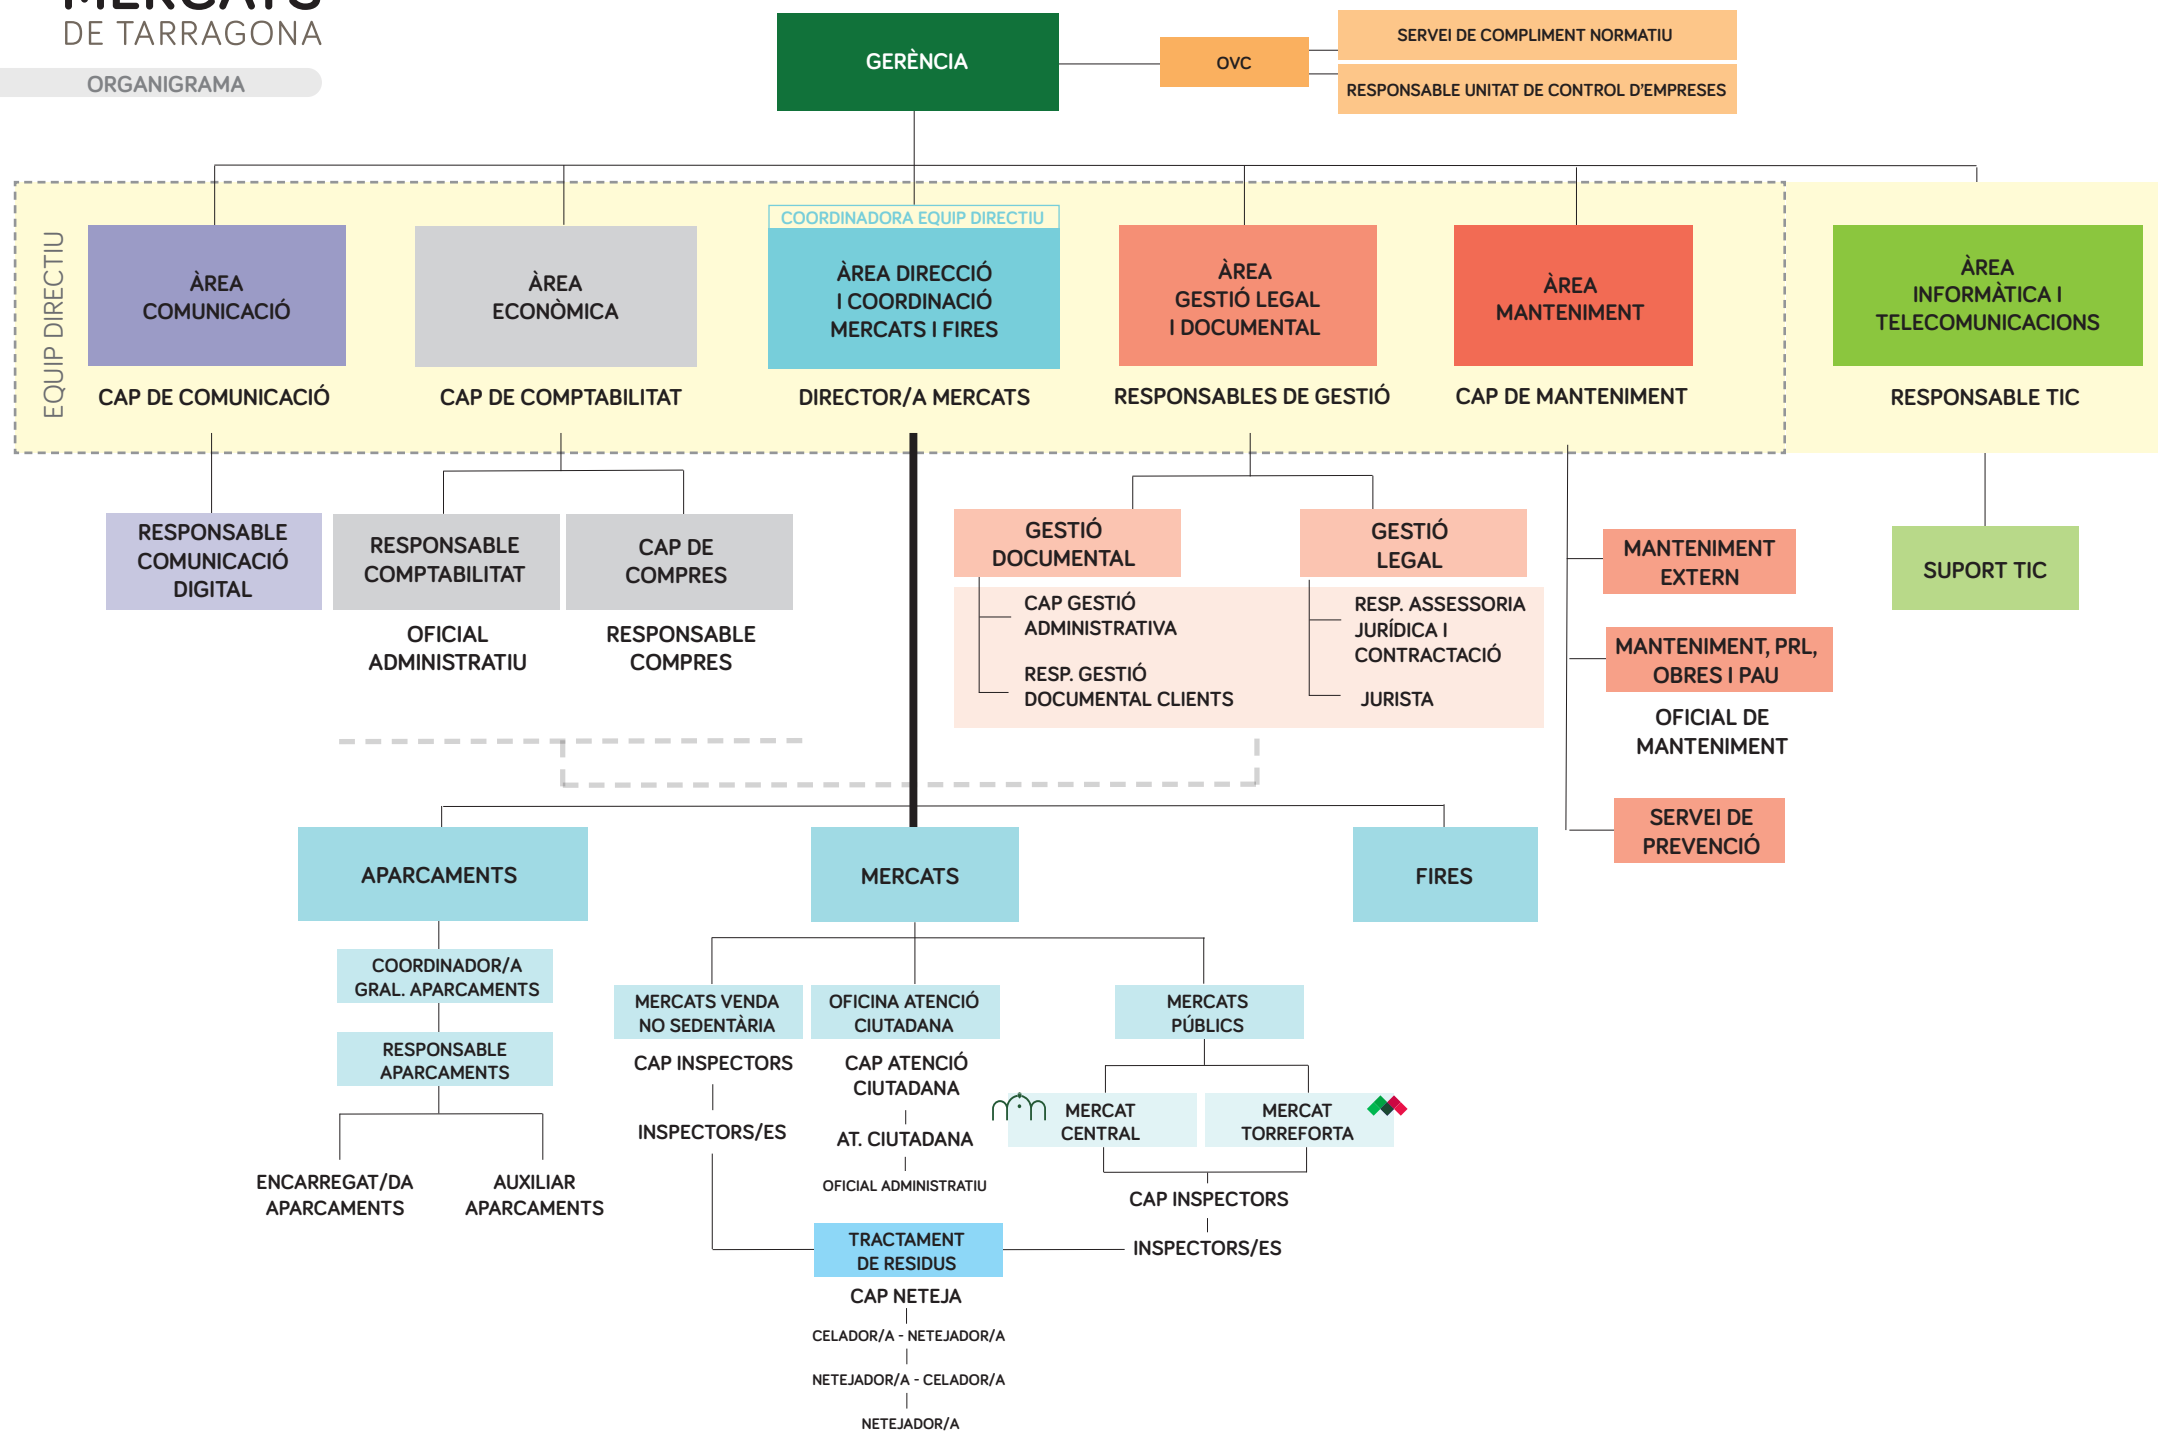 MERCATS
DE TARRAGONA
ORGANIGRAMA
GERÈNCIA
OVC
SERVEI DE COMPLIMENT NORMATIU
RESPONSABLE UNITAT DE CONTROL D'EMPRESES
EQUIP DIRECTIU
ÀREA
COMUNICACIÓ
CAP DE COMUNICACIÓ
ÀREA
ECONÒMICA
CAP DE COMPTABILITAT
COORDINADORA EQUIP DIRECTIU
ÀREA DIRECCIÓ
I COORDINACIÓ
MERCATS I FIRES
DIRECTOR/A MERCATS
ÀREA
GESTIÓ LEGAL
I DOCUMENTAL
RESPONSABLES DE GESTIÓ
ÀREA
MANTENIMENT
CAP DE MANTENIMENT
ÀREA
INFORMÀTICA I
TELECOMUNICACIONS
RESPONSABLE TIC
RESPONSABLE
COMUNICACIÓ
DIGITAL
RESPONSABLE
COMPTABILITAT
OFICIAL
ADMINISTRATIU
CAP DE
COMPRES
RESPONSABLE
COMPRES
GESTIÓ
DOCUMENTAL
CAP GESTIÓ
ADMINISTRATIVA
RESP. GESTIÓ
DOCUMENTAL CLIENTS
GESTIÓ
LEGAL
RESP. ASSESSORIA
JURÍDICA I
CONTRACTACIÓ
JURISTA
MANTENIMENT
EXTERN
MANTENIMENT, PRL,
OBRES I PAU
OFICIAL DE
MANTENIMENT
SERVEI DE
PREVENCIÓ
SUPORT TIC
APARCAMENTS
MERCATS
FIRES
COORDINADOR/A
GRAL. APARCAMENTS
RESPONSABLE
APARCAMENTS
ENCARREGAT/DA
APARCAMENTS
AUXILIAR
APARCAMENTS
MERCATS VENDA
NO SEDENTÀRIA
CAP INSPECTORS
INSPECTORS/ES
OFICINA ATENCIÓ
CIUTADANA
CAP ATENCIÓ
CIUTADANA
AT. CIUTADANA
OFICIAL ADMINISTRATIU
MERCATS
PÚBLICS
MERCAT
CENTRAL
MERCAT
TORREFORTA
CAP INSPECTORS
INSPECTORS/ES
TRACTAMENT
DE RESIDUS
CAP NETEJA
CELADOR/A - NETEJADOR/A
NETEJADOR/A - CELADOR/A
NETEJADOR/A